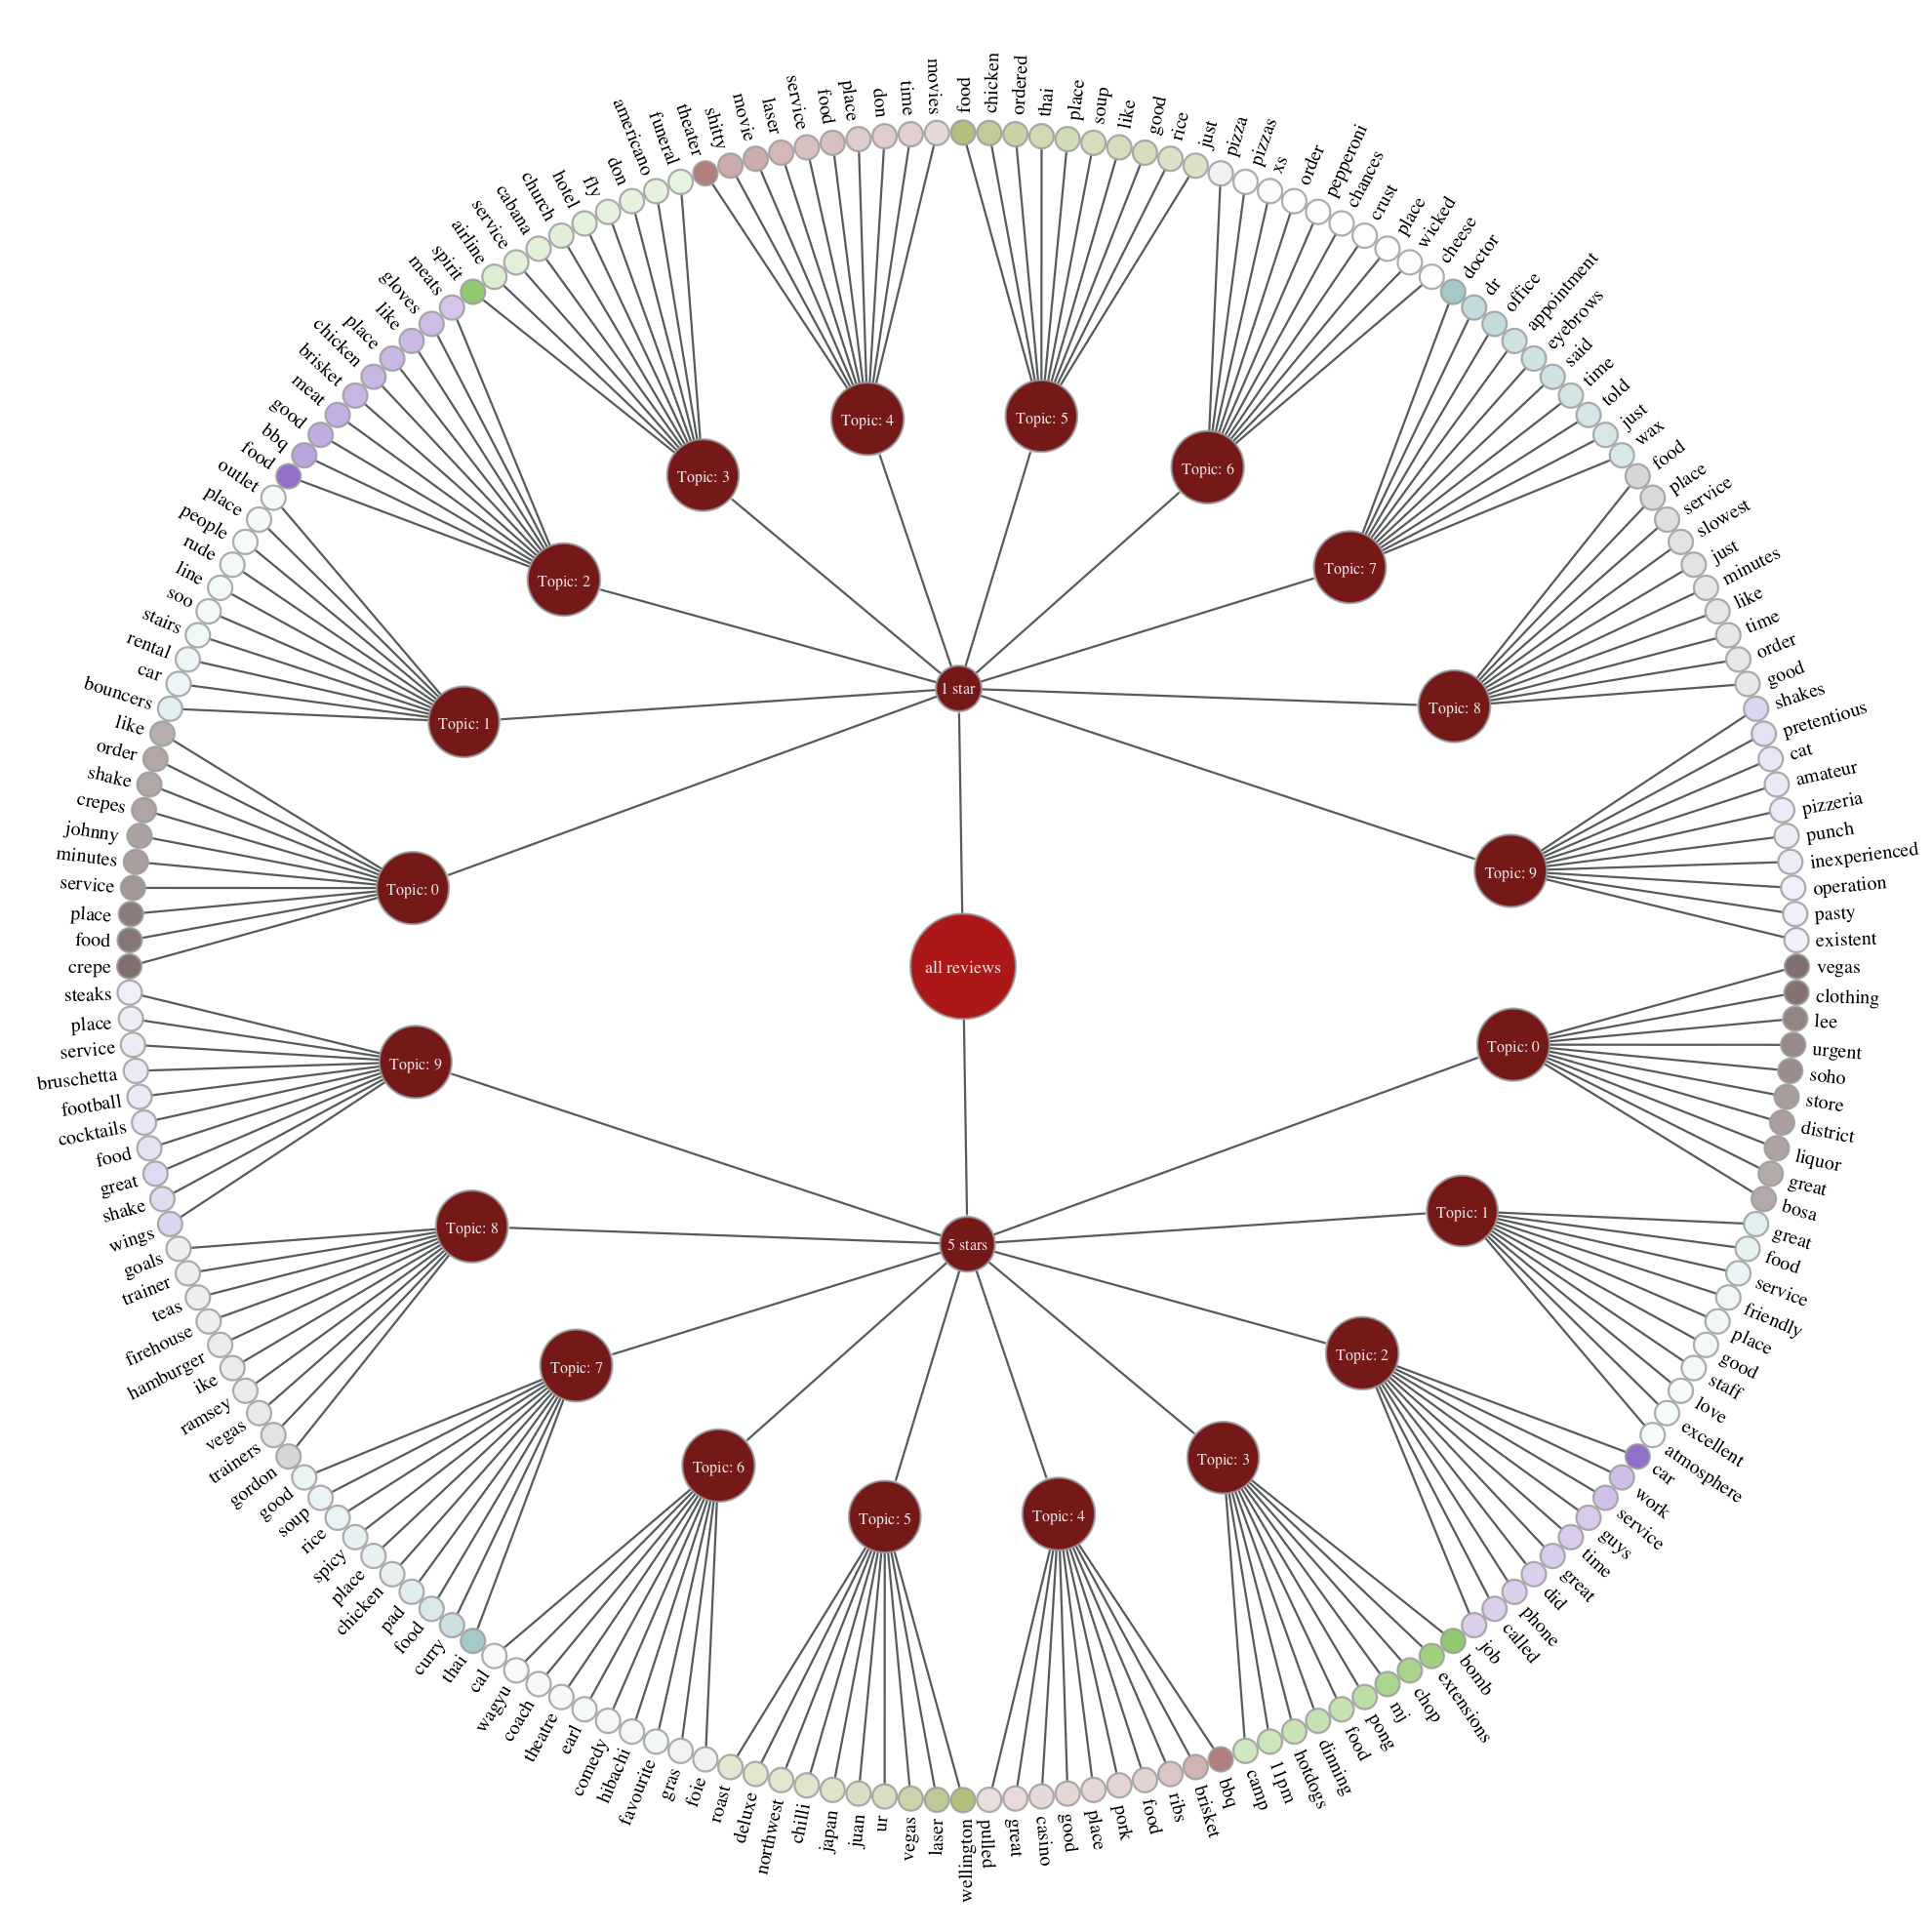 all reviews
1 star
Topic: 0
crepe
food
place
service
minutes
johnny
crepes
shake
order
like
Topic: 1
bouncers
car
rental
stairs
soo
line
rude
people
place
outlet
Topic: 2
food
bbq
good
meat
brisket
chicken
place
like
gloves
meats
Topic: 3
spirit
airline
service
cabana
church
hotel
fly
don
americano
funeral
Topic: 4
theater
shitty
movie
laser
service
food
place
don
time
movies
Topic: 5
food
chicken
ordered
thai
place
soup
like
good
rice
just
Topic: 6
pizza
pizzas
xs
order
pepperoni
chances
crust
place
wicked
cheese
Topic: 7
doctor
dr
office
appointment
eyebrows
said
time
told
just
wax
Topic: 8
food
place
service
slowest
just
minutes
like
time
order
good
Topic: 9
shakes
pretentious
cat
amateur
pizzeria
punch
inexperienced
operation
pasty
existent
5 stars
Topic: 0
vegas
clothing
lee
urgent
soho
store
district
liquor
great
bosa
Topic: 1
great
food
service
friendly
place
good
staff
love
excellent
atmosphere
Topic: 2
car
work
service
guys
time
great
did
phone
called
job
Topic: 3
bomb
extensions
chop
mj
pong
food
dinning
hotdogs
11pm
camp
Topic: 4
bbq
brisket
ribs
food
pork
place
good
casino
great
pulled
Topic: 5
wellington
laser
vegas
ur
juan
japan
chilli
northwest
deluxe
roast
Topic: 6
foie
gras
favourite
hibachi
comedy
earl
theatre
coach
wagyu
cal
Topic: 7
thai
curry
food
pad
chicken
place
spicy
rice
soup
good
Topic: 8
gordon
trainers
vegas
ramsey
ike
hamburger
firehouse
teas
trainer
goals
Topic: 9
wings
shake
great
food
cocktails
football
bruschetta
service
place
steaks